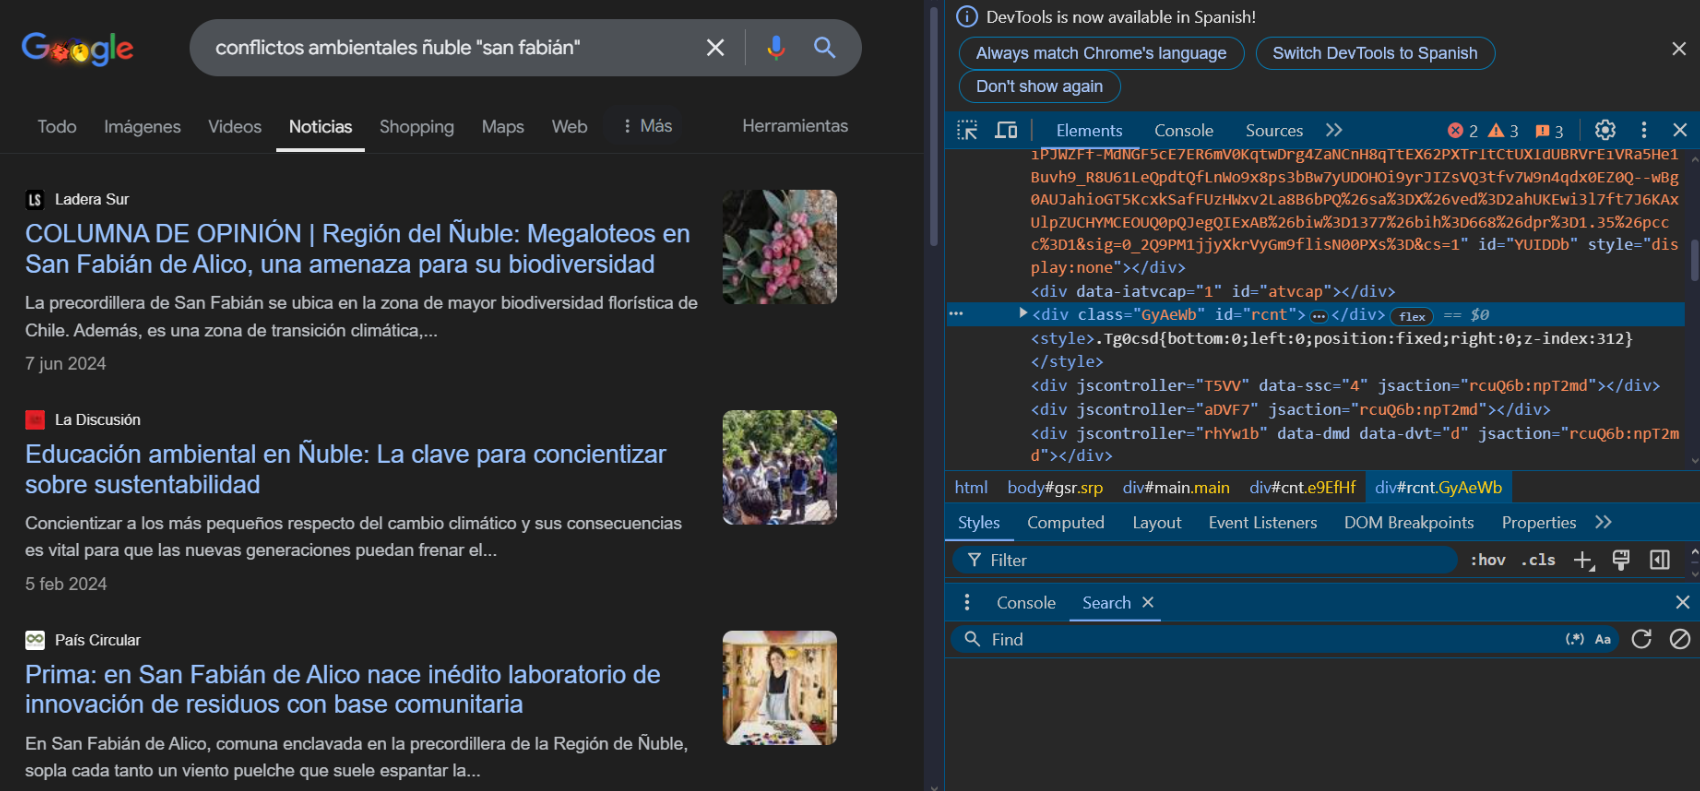 Google
conflictos ambientales ñuble "san fabián"
Todo Imágenes Videos Noticias Shopping Maps Web Más Herramientas
LS Ladera Sur
COLUMNA DE OPINIÓN | Región del Ñuble: Megaloteos en
San Fabián de Alico, una amenaza para su biodiversidad
La precordillera de San Fabián se ubica en la zona de mayor biodiversidad florística de
Chile. Además, es una zona de transición climática,...
7 jun 2024
La Discusión
Educación ambiental en Ñuble: La clave para concientizar
sobre sustentabilidad
Concientizar a los más pequeños respecto del cambio climático y sus consecuencias
es vital para que las nuevas generaciones puedan frenar el...
5 feb 2024
País Circular
Prima: en San Fabián de Alico nace inédito laboratorio de
innovación de residuos con base comunitaria
En San Fabián de Alico, comuna enclavada en la precordillera de la Región de Ñuble,
sopla cada tanto un viento puelche que suele espantar la...
DevTools is now available in Spanish!
Always match Chrome's language Switch DevTools to Spanish
Don't show again
Elements Console Sources 2 3 3
iPJWZFf-MdNGF5cE7ER6mV0KqtwDrg4ZaNCnH8qTtEX62PXTrltCtUXldUBRVrEiVRa5He1
Buvh9_R8U61LeQpdtQfLnWo9x8ps3bBw7yUDOHOi9yrJIZsVQ3tfv7W9n4qdx0EZ0Q--wBg
0AUJahioGT5KcxkSafFUzHWxv2La8B6bPQ%26sa%3DX%26ved%3D2ahUKEwi3l7ft7J6KAx
UlpZUCHYMCEOUQ0pQJegQIExAB%26biw%3D1377%26bih%3D668%26dpr%3D1.35%26pcc
c%3D1&sig=0_2Q9PM1jjyXkrVyGm9flisN00PXs%3D&cs=1" id="YUIDDb" style="dis
play:none"></div>
<div data-iatvcap="1" id="atvcap"></div>
<div class="GyAeWb" id="rcnt">…</div> flex == $0
<style>.Tg0csd{bottom:0;left:0;position:fixed;right:0;z-index:312}
</style>
<div jscontroller="T5VV" data-ssc="4" jsaction="rcuQ6b:npT2md"></div>
<div jscontroller="aDVF7" jsaction="rcuQ6b:npT2md"></div>
<div jscontroller="rhYw1b" data-dmd data-dvt="d" jsaction="rcuQ6b:npT2m
d"></div>
html body#gsr.srp div#main.main div#cnt.e9EfHf div#rcnt.GyAeWb
Styles Computed Layout Event Listeners DOM Breakpoints Properties
Filter :hov .cls
Console Search
Find (.*) Aa